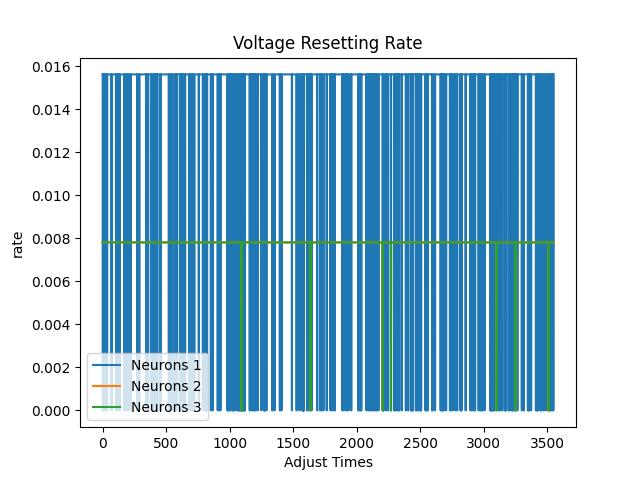 Voltage Resetting Rate
0.016
0.014
0.012
0.010
0.008
0.006
0.004
0.002
0.000
rate
Neurons 1
Neurons 2
Neurons 3
0 500 1000 1500 2000 2500 3000 3500
Adjust Times